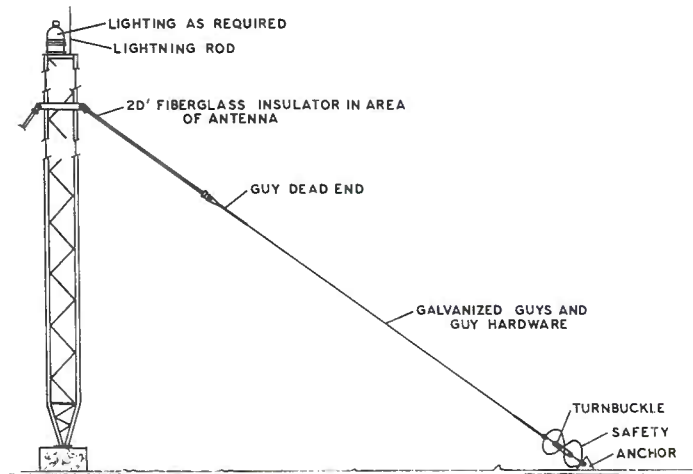 LIGHTING AS REQUIRED
LIGHTNING ROD
2D' FIBERGLASS INSULATOR IN AREA
OF ANTENNA
GUY DEAD END
GALVANIZED GUYS AND
GUY HARDWARE
TURNBUCKLE
SAFETY
ANCHOR